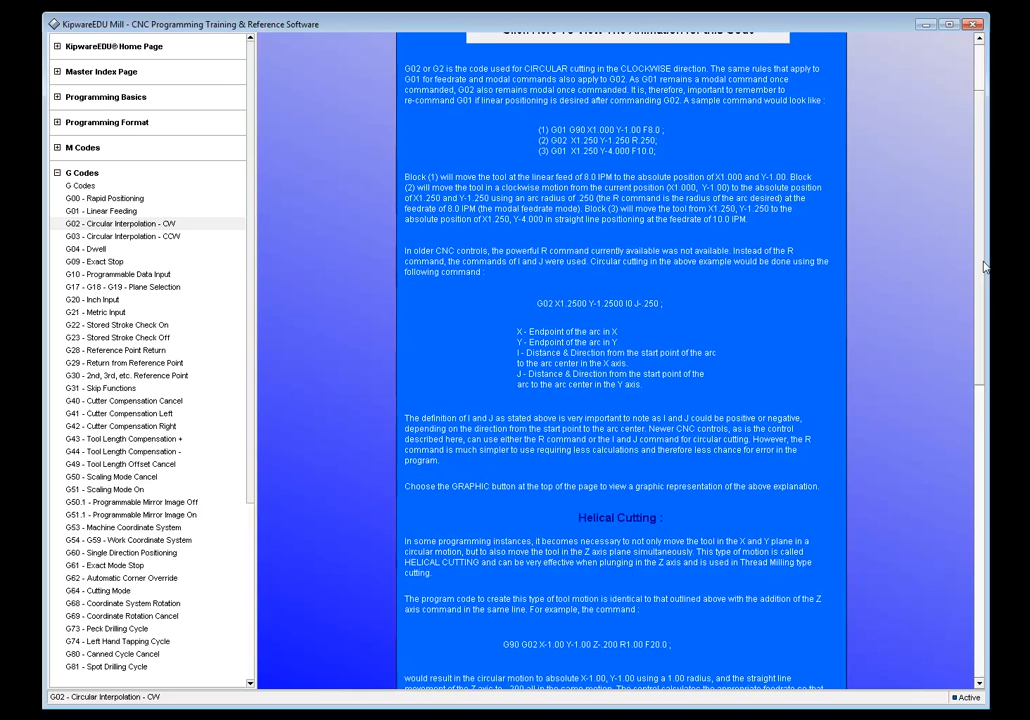 KipwareEDU Mill - CNC Programming Training & Reference Software
KipwareEDU® Home Page
Master Index Page
Programming Basics
Programming Format
M Codes
G Codes
G Codes
G00 - Rapid Positioning
G01 - Linear Feeding
G02 - Circular Interpolation - CW
G03 - Circular Interpolation - CCW
G04 - Dwell
G09 - Exact Stop
G10 - Programmable Data Input
G17 - G18 - G19 - Plane Selection
G20 - Inch Input
G21 - Metric Input
G22 - Stored Stroke Check On
G23 - Stored Stroke Check Off
G28 - Reference Point Return
G29 - Return from Reference Point
G30 - 2nd, 3rd, etc. Reference Point
G31 - Skip Functions
G40 - Cutter Compensation Cancel
G41 - Cutter Compensation Left
G42 - Cutter Compensation Right
G43 - Tool Length Compensation +
G44 - Tool Length Compensation -
G49 - Tool Length Offset Cancel
G50 - Scaling Mode Cancel
G51 - Scaling Mode On
G50.1 - Programmable Mirror Image Off
G51.1 - Programmable Mirror Image On
G53 - Machine Coordinate System
G54 - G59 - Work Coordinate System
G60 - Single Direction Positioning
G61 - Exact Mode Stop
G62 - Automatic Corner Override
G64 - Cutting Mode
G68 - Coordinate System Rotation
G69 - Coordinate Rotation Cancel
G73 - Peck Drilling Cycle
G74 - Left Hand Tapping Cycle
G80 - Canned Cycle Cancel
G81 - Spot Drilling Cycle
Click Here To View The Animation for this Code
G02 or G2 is the code used for CIRCULAR cutting in the CLOCKWISE direction. The same rules that apply to
G01 for feedrate and modal commands also apply to G02. As G01 remains a modal command once
commanded, G02 also remains modal once commanded. It is, therefore, important to remember to
re-command G01 if linear positioning is desired after commanding G02. A sample command would look like :
(1) G01 G90 X1.000 Y-1.00 F8.0 ;
(2) G02 X1.250 Y-1.250 R.250;
(3) G01 X1.250 Y-4.000 F10.0;
Block (1) will move the tool at the linear feed of 8.0 IPM to the absolute position of X1.000 and Y-1.00. Block
(2) will move the tool in a clockwise motion from the current position (X1.000, Y-1.00) to the absolute position
of X1.250 and Y-1.250 using an arc radius of .250 (the R command is the radius of the arc desired) at the
feedrate of 8.0 IPM (the modal feedrate mode). Block (3) will move the tool from X1.250, Y-1.250 to the
absolute position of X1.250, Y-4.000 in straight line positioning at the feedrate of 10.0 IPM.
In older CNC controls, the powerful R command currently available was not available. Instead of the R
command, the commands of I and J were used. Circular cutting in the above example would be done using the
following command :
G02 X1.2500 Y-1.2500 I0 J-.250 ;
X - Endpoint of the arc in X
Y - Endpoint of the arc in Y
I - Distance & Direction from the start point of the arc
to the arc center in the X axis.
J - Distance & Direction from the start point of the
arc to the arc center in the Y axis.
The definition of I and J as stated above is very important to note as I and J could be positive or negative,
depending on the direction from the start point to the arc center. Newer CNC controls, as is the control
described here, can use either the R command or the I and J command for circular cutting. However, the R
command is much simpler to use requiring less calculations and therefore less chance for error in the
program.
Choose the GRAPHIC button at the top of the page to view a graphic representation of the above explanation.
Helical Cutting :
In some programming instances, it becomes necessary to not only move the tool in the X and Y plane in a
circular motion, but to also move the tool in the Z axis plane simultaneously. This type of motion is called
HELICAL CUTTING and can be very effective when plunging in the Z axis and is used in Thread Milling type
cutting.
The program code to create this type of tool motion is identical to that outlined above with the addition of the Z
axis command in the same line. For example, the command :
G90 G02 X-1.00 Y-1.00 Z-.200 R1.00 F20.0 ;
would result in the circular motion to absolute X-1.00, Y-1.00 using a 1.00 radius, and the straight line
movement of the Z axis to -.200 all in the same motion. The control calculates the appropriate feedrate so that
G02 - Circular Interpolation - CW
Active